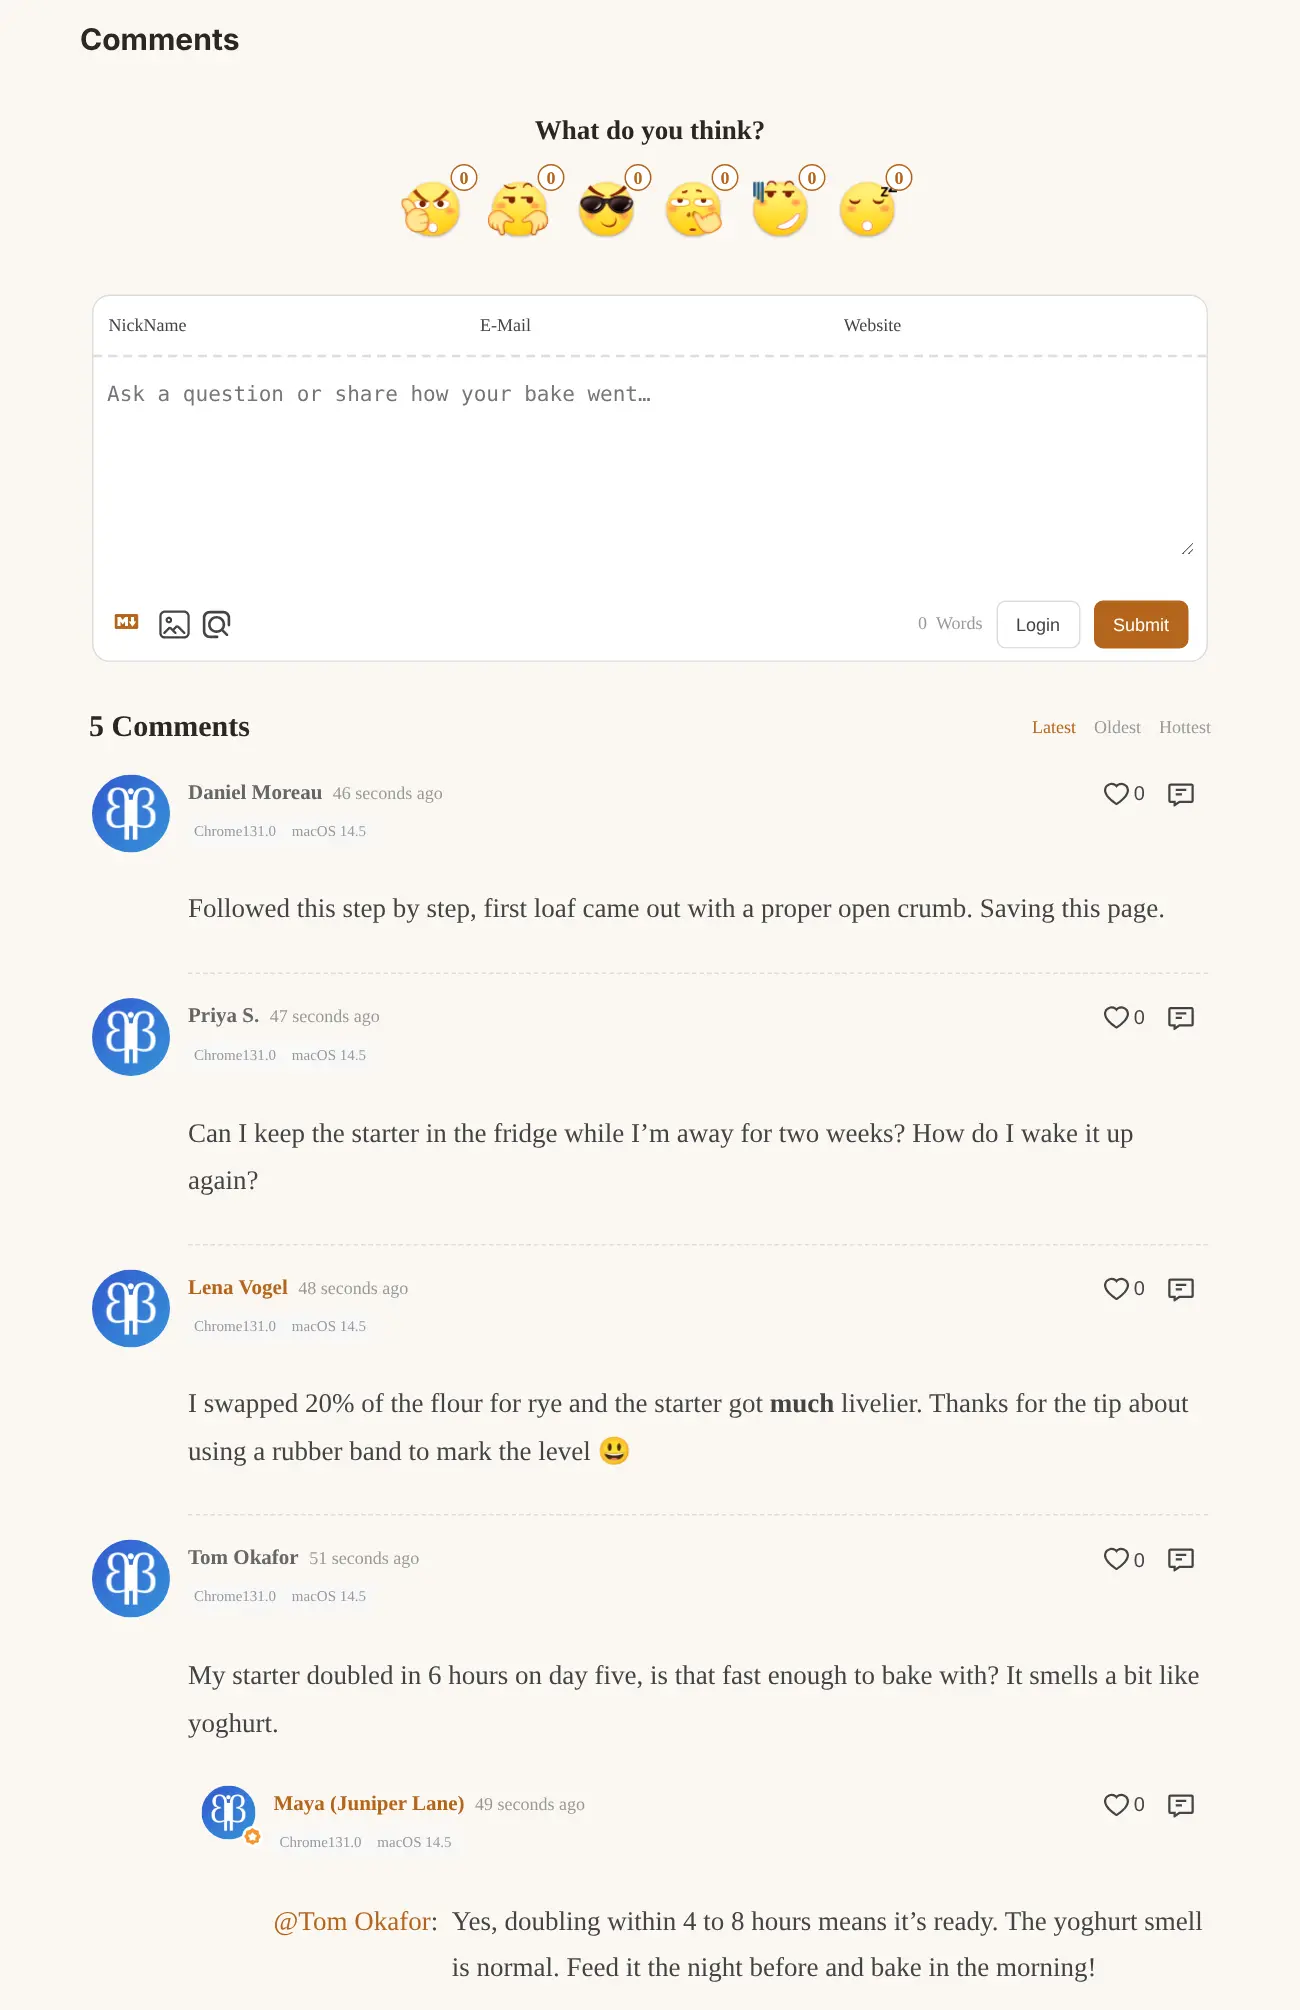 Comments
What do you think?
0 0 0 0 0 0
NickName E-Mail Website
Ask a question or share how your bake went…
M 0 Words Login Submit
5 Comments Latest Oldest Hottest
Daniel Moreau 46 seconds ago 0
Chrome131.0 macOS 14.5
Followed this step by step, first loaf came out with a proper open crumb. Saving this page.
Priya S. 47 seconds ago 0
Chrome131.0 macOS 14.5
Can I keep the starter in the fridge while I’m away for two weeks? How do I wake it up
again?
Lena Vogel 48 seconds ago 0
Chrome131.0 macOS 14.5
I swapped 20% of the flour for rye and the starter got much livelier. Thanks for the tip about
using a rubber band to mark the level 😃
Tom Okafor 51 seconds ago 0
Chrome131.0 macOS 14.5
My starter doubled in 6 hours on day five, is that fast enough to bake with? It smells a bit like
yoghurt.
Maya (Juniper Lane) 49 seconds ago 0
Chrome131.0 macOS 14.5
@Tom Okafor: Yes, doubling within 4 to 8 hours means it’s ready. The yoghurt smell
is normal. Feed it the night before and bake in the morning!